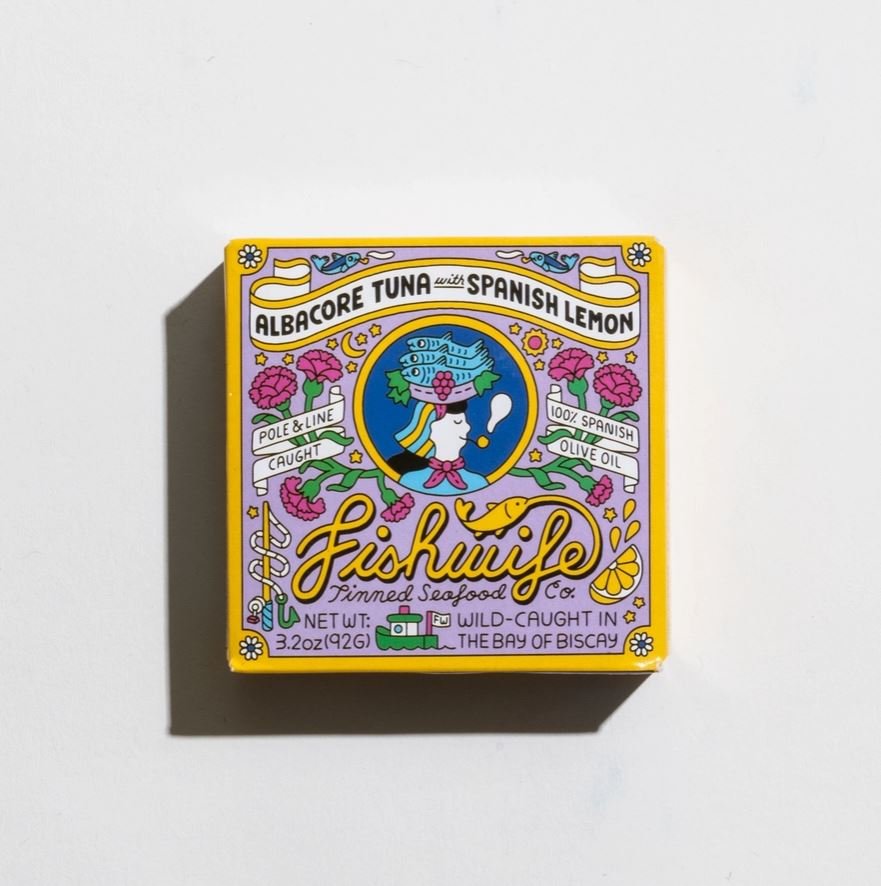 ALBACORE TUNA with SPANISH LEMON
POLE & LINE
CAUGHT
100% SPANISH
OLIVE OIL
Fishwife
Tinned Seafood Co.
NET WT:
3.2oz(92G)
FW
WILD-CAUGHT IN
THE BAY OF BISCAY